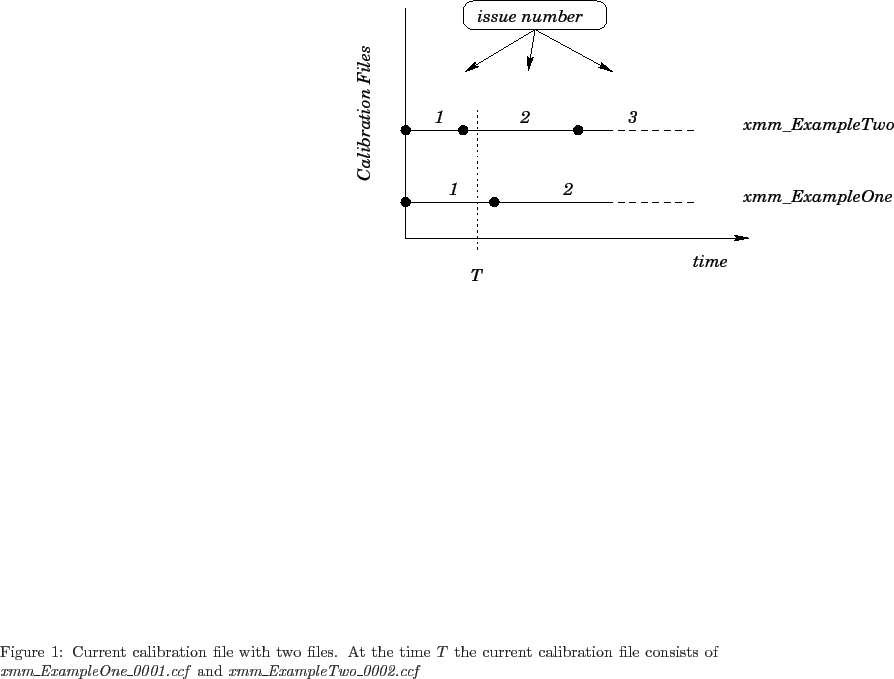 issue number
Calibration Files
1 2 3 xmm_ExampleTwo
1 2 xmm_ExampleOne
time
T
Figure 1: Current calibration file with two files. At the time T the current calibration file consists of
xmm_ExampleOne_0001.ccf and xmm_ExampleTwo_0002.ccf